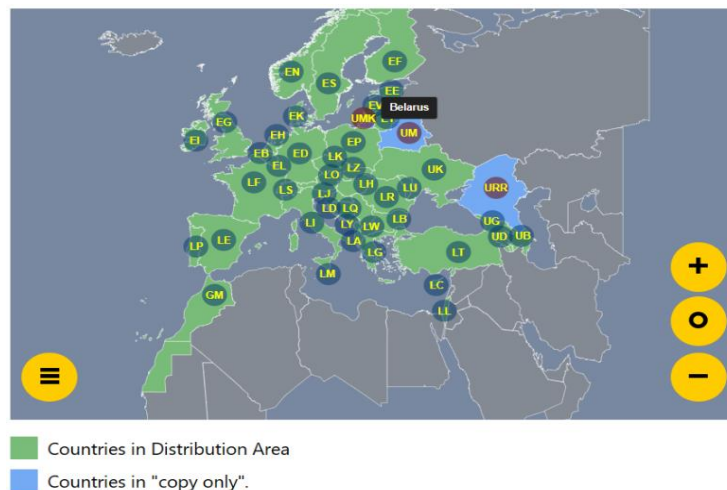 EF
EN
ES
EE
EV
Belarus
EK
UMK
EY
UM
EG
EI
EH
EP
EB
ED
LK
EL
LZ
UK
LO
LF
LS
LH
LU
URR
LJ
LR
LD
LQ
LB
UG
LI
LY
LW
UD
UB
LP
LE
LA
LG
LT
LM
LC
GM
LL
+
O
−
Countries in Distribution Area
Countries in "copy only".